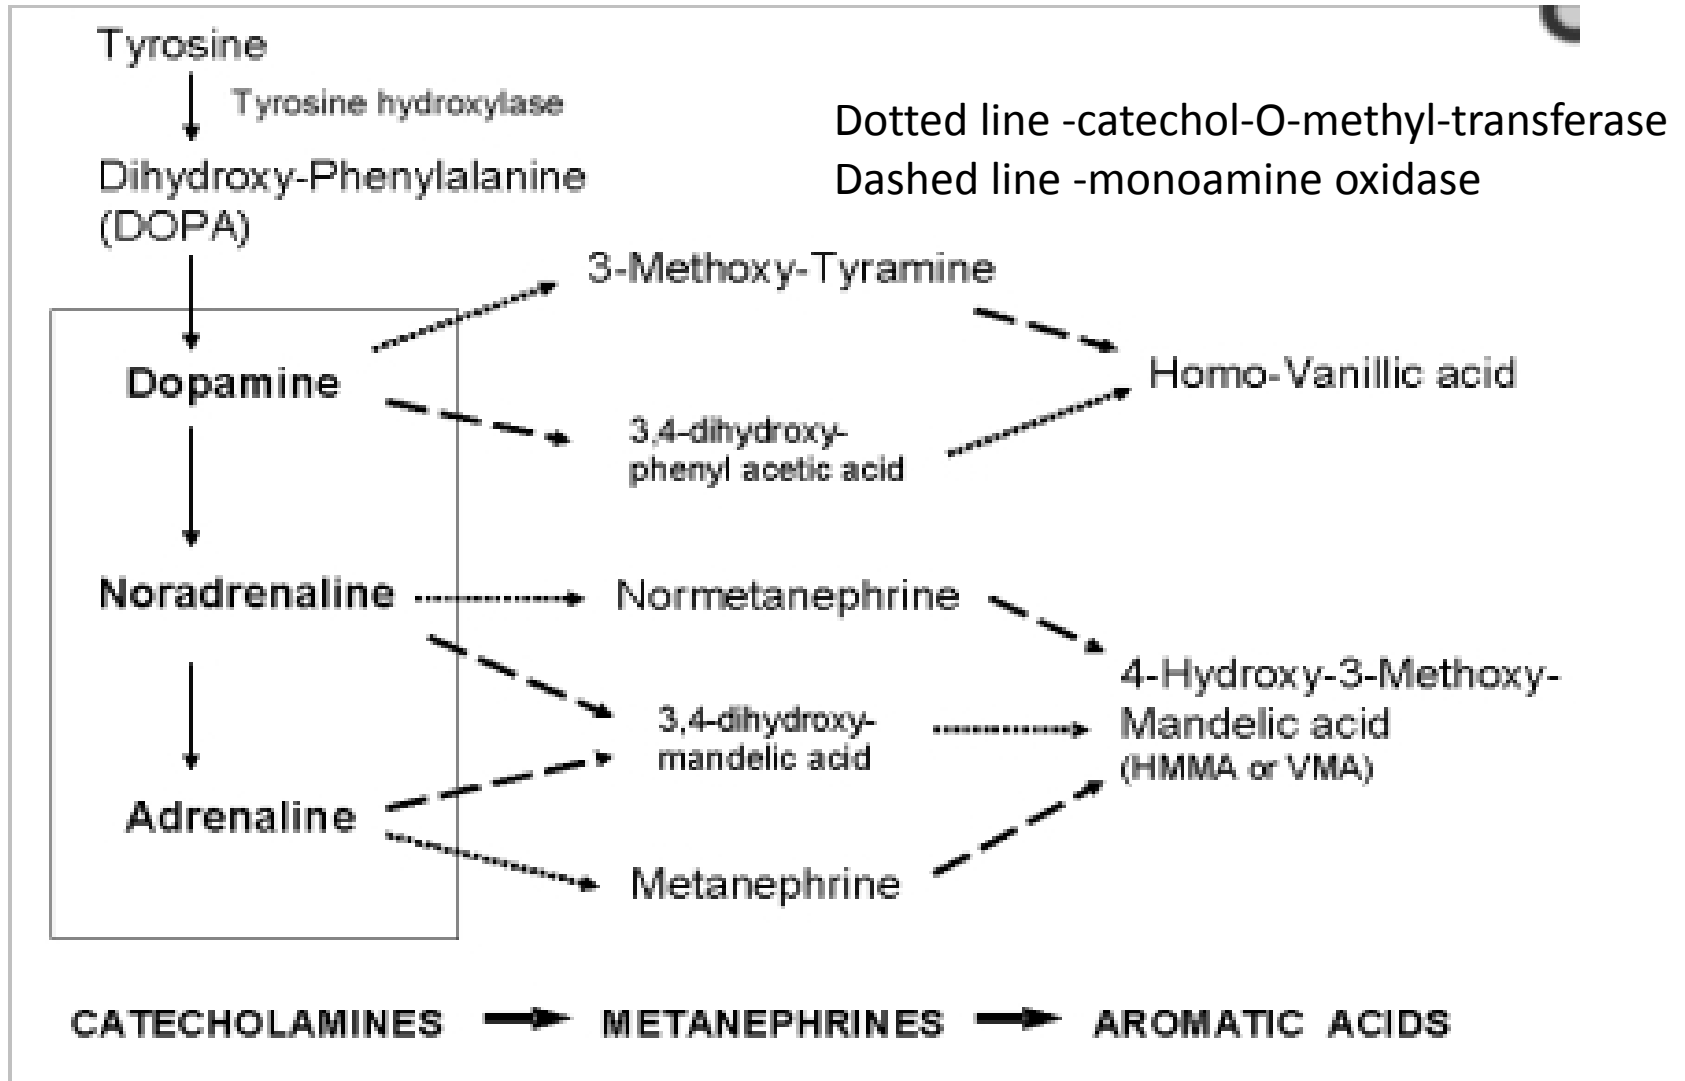 Tyrosine
Tyrosine hydroxylase
Dotted line -catechol-O-methyl-transferase
Dashed line -monoamine oxidase
Dihydroxy-Phenylalanine
(DOPA)
3-Methoxy-Tyramine
Dopamine
Homo-Vanillic acid
3,4-dihydroxy-
phenyl acetic acid
Noradrenaline
Normetanephrine
4-Hydroxy-3-Methoxy-
Mandelic acid
(HMMA or VMA)
3,4-dihydroxy-
mandelic acid
Adrenaline
Metanephrine
CATECHOLAMINES
METANEPHRINES
AROMATIC ACIDS